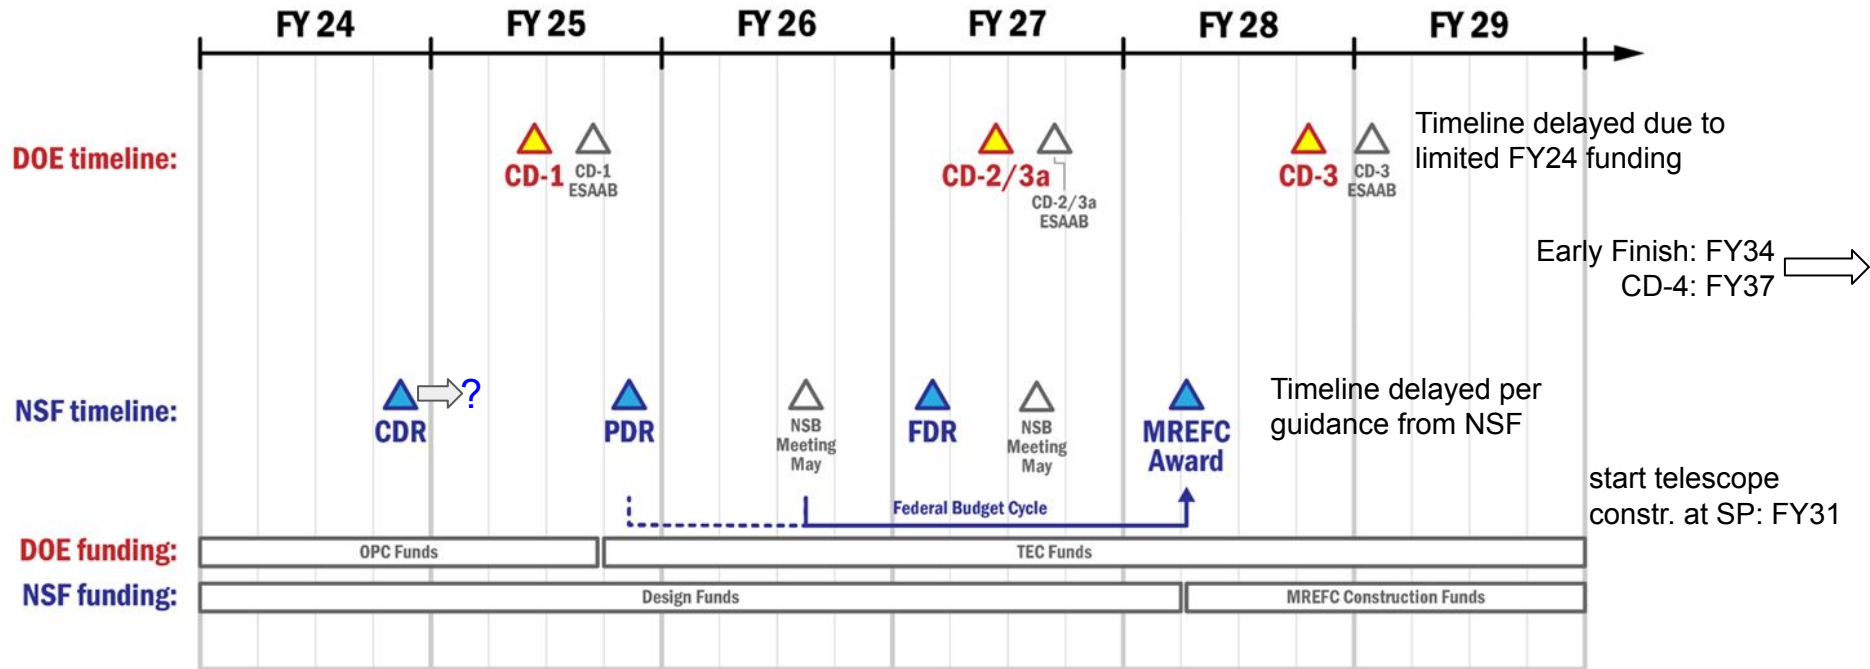 FY 24
FY 25
FY 26
FY 27
FY 28
FY 29
DOE timeline:
CD-1
CD-1
ESAAB
CD-2/3a
CD-2/3a
ESAAB
CD-3
CD-3
ESAAB
Timeline delayed due to
limited FY24 funding
Early Finish: FY34
CD-4: FY37
NSF timeline:
CDR
?
PDR
NSB
Meeting
May
FDR
NSB
Meeting
May
MREFC
Award
Timeline delayed per
guidance from NSF
start telescope
constr. at SP: FY31
Federal Budget Cycle
DOE funding:
OPC Funds
TEC Funds
NSF funding:
Design Funds
MREFC Construction Funds